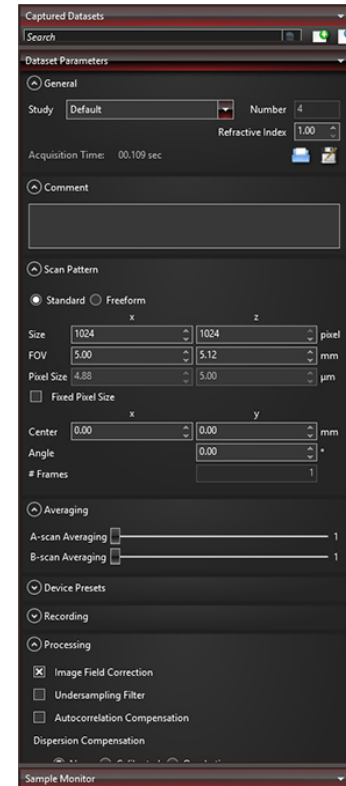 Captured Datasets
Search
Dataset Parameters
General
Study Default Number 4
Refractive Index 1.00
Acquisition Time: 00.109 sec
Comment
Scan Pattern
Standard Freeform
x z
Size 1024 1024 pixel
FOV 5.00 5.12 mm
Pixel Size 4.88 5.00 µm
Fixed Pixel Size
x y
Center 0.00 0.00 mm
Angle 0.00 °
# Frames 1
Averaging
A-scan Averaging 1
B-scan Averaging 1
Device Presets
Recording
Processing
Image Field Correction
Undersampling Filter
Autocorrelation Compensation
Dispersion Compensation
Sample Monitor